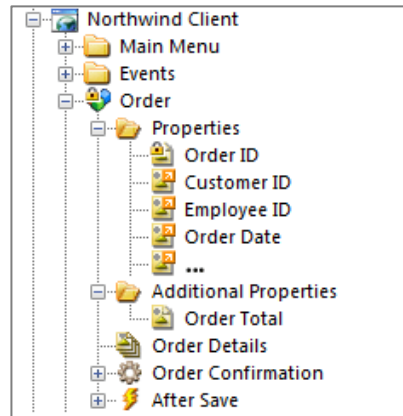 Northwind Client
Main Menu
Events
Order
Properties
Order ID
Customer ID
Employee ID
Order Date
...
Additional Properties
Order Total
Order Details
Order Confirmation
After Save